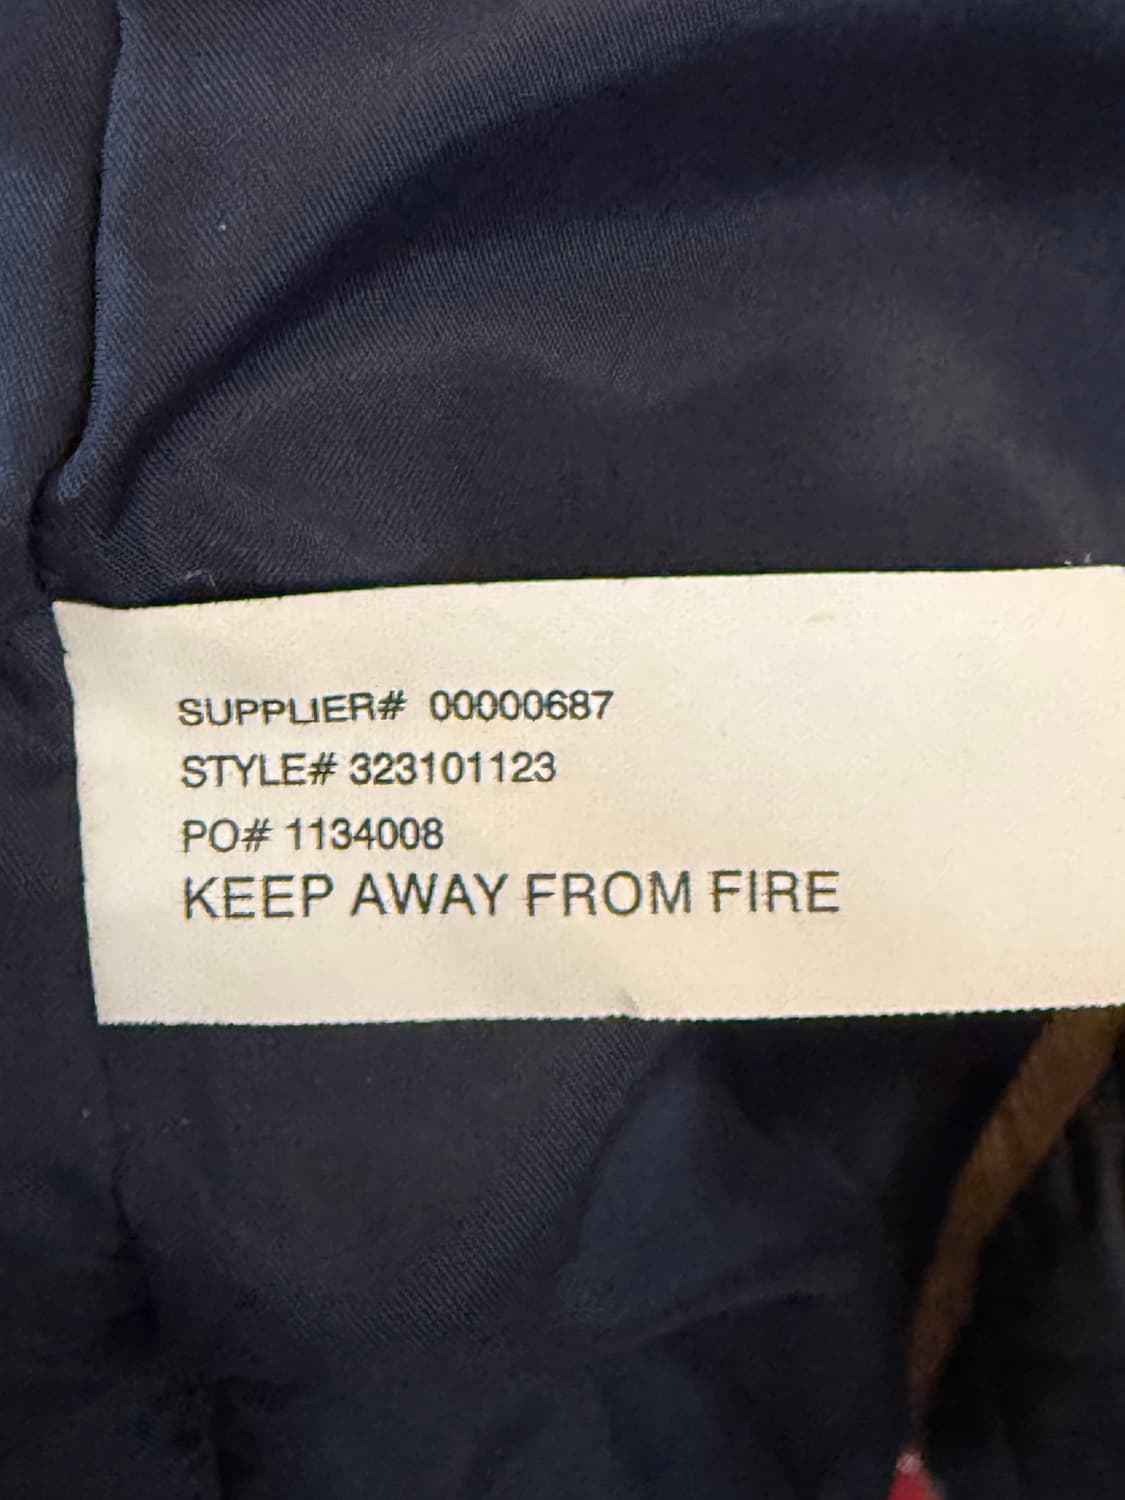 SUPPLIER# 00000687
STYLE# 323101123
PO# 1134008
KEEP AWAY FROM FIRE